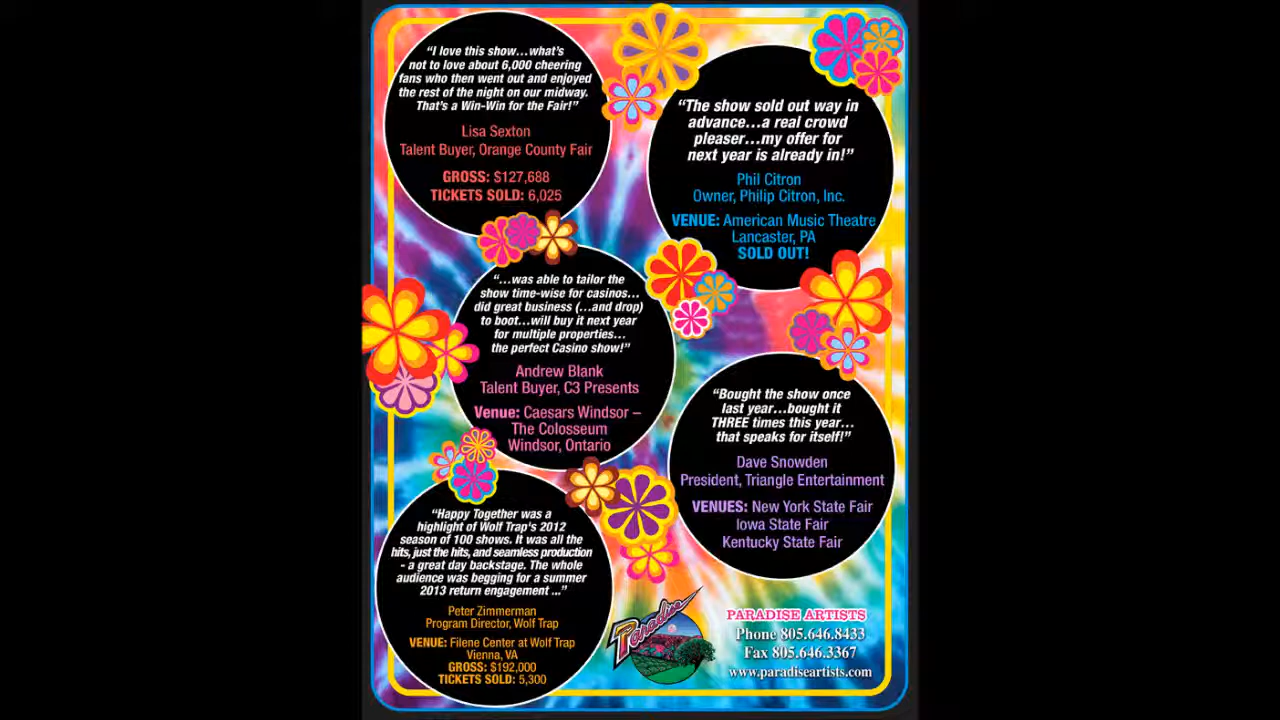 “I love this show…what’s
not to love about 6,000 cheering
fans who then went out and enjoyed
the rest of the night on our midway.
That’s a Win-Win for the Fair!”
Lisa Sexton
Talent Buyer, Orange County Fair
GROSS: $127,688
TICKETS SOLD: 6,025
“The show sold out way in
advance…a real crowd
pleaser…my offer for
next year is already in!”
Phil Citron
Owner, Philip Citron, Inc.
VENUE: American Music Theatre
Lancaster, PA
SOLD OUT!
“…was able to tailor the
show time-wise for casinos…
did great business (…and drop)
to boot…will buy it next year
for multiple properties…
the perfect Casino show!”
Andrew Blank
Talent Buyer, C3 Presents
Venue: Caesars Windsor –
The Colosseum
Windsor, Ontario
“Bought the show once
last year…bought it
THREE times this year…
that speaks for itself!”
Dave Snowden
President, Triangle Entertainment
VENUES: New York State Fair
Iowa State Fair
Kentucky State Fair
“Happy Together was a
highlight of Wolf Trap's 2012
season of 100 shows. It was all the
hits, just the hits, and seamless production
- a great day backstage. The whole
audience was begging for a summer
2013 return engagement ...”
Peter Zimmerman
Program Director, Wolf Trap
VENUE: Filene Center at Wolf Trap
Vienna, VA
GROSS: $192,000
TICKETS SOLD: 5,300
Paradise
PARADISE ARTISTS
Phone 805.646.8433
Fax 805.646.3367
www.paradiseartists.com